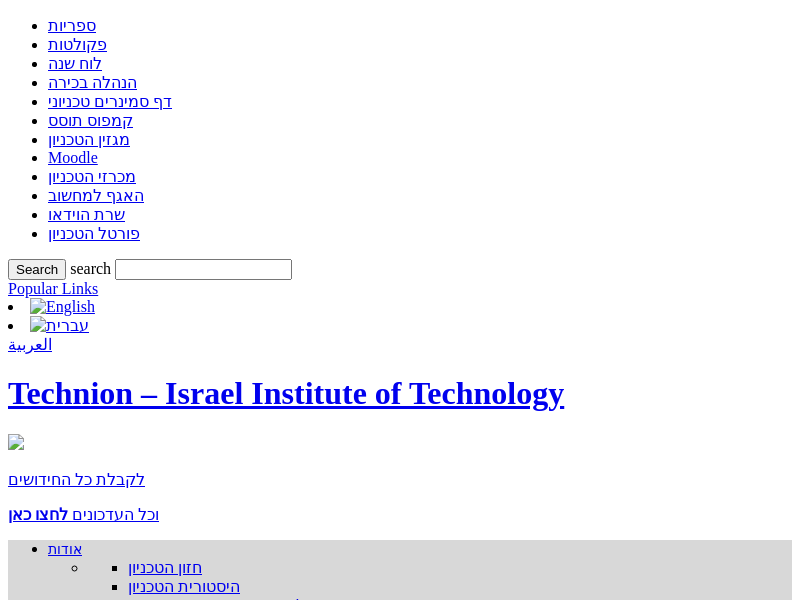 ספריות
פקולטות
לוח שנה
הנהלה בכירה
דף סמינרים טכניוני
קמפוס תוסס
מגזין הטכניון
Moodle
מכרזי הטכניון
האגף למחשוב
שרת הוידאו
פורטל הטכניון
Search search
Popular Links
English
עברית
العربية
Technion – Israel Institute of Technology
לקבלת כל החידושים
וכל העדכונים לחצו כאן
אודות
חזון הטכניון
היסטורית הטכניון